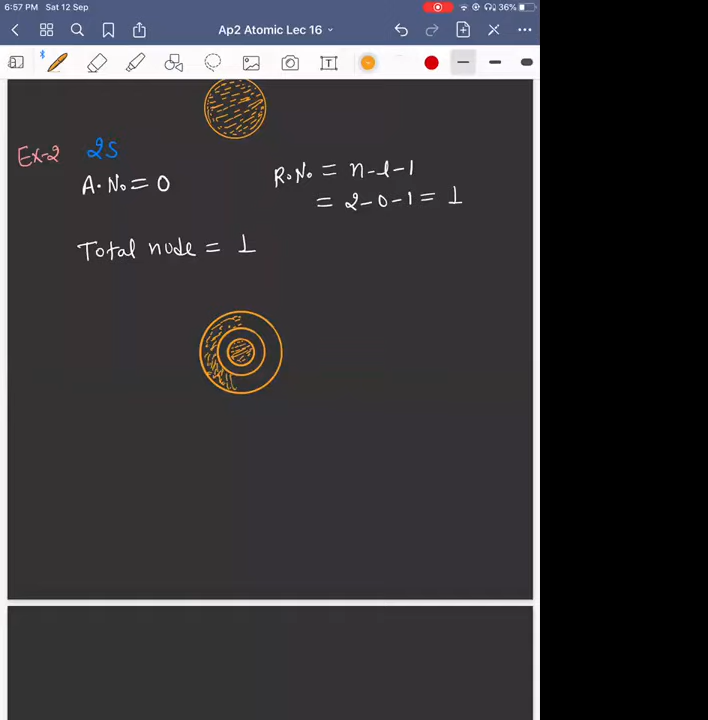 6:57 PM Sat 12 Sep 36%
Ap2 Atomic Lec 16
T
Ex-2 2S
A.No = 0
R.No = n-l-1
= 2-0-1 = 1
Total node = 1